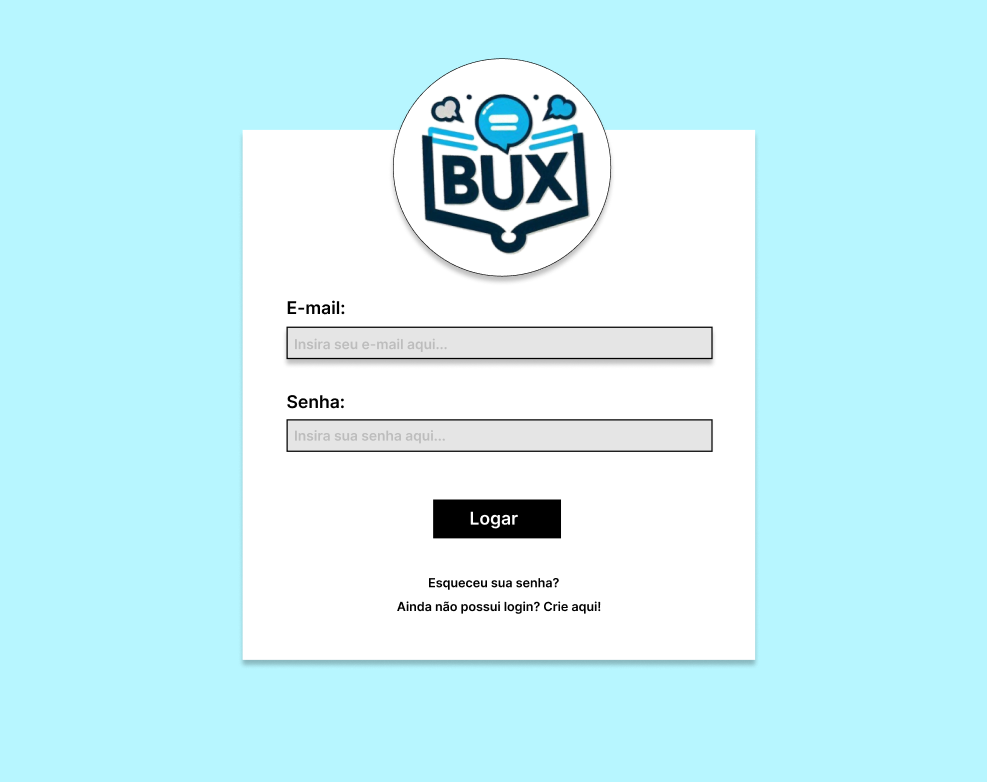 BUX
E-mail:
Insira seu e-mail aqui...
Senha:
Insira sua senha aqui...
Logar
Esqueceu sua senha?
Ainda não possui login? Crie aqui!